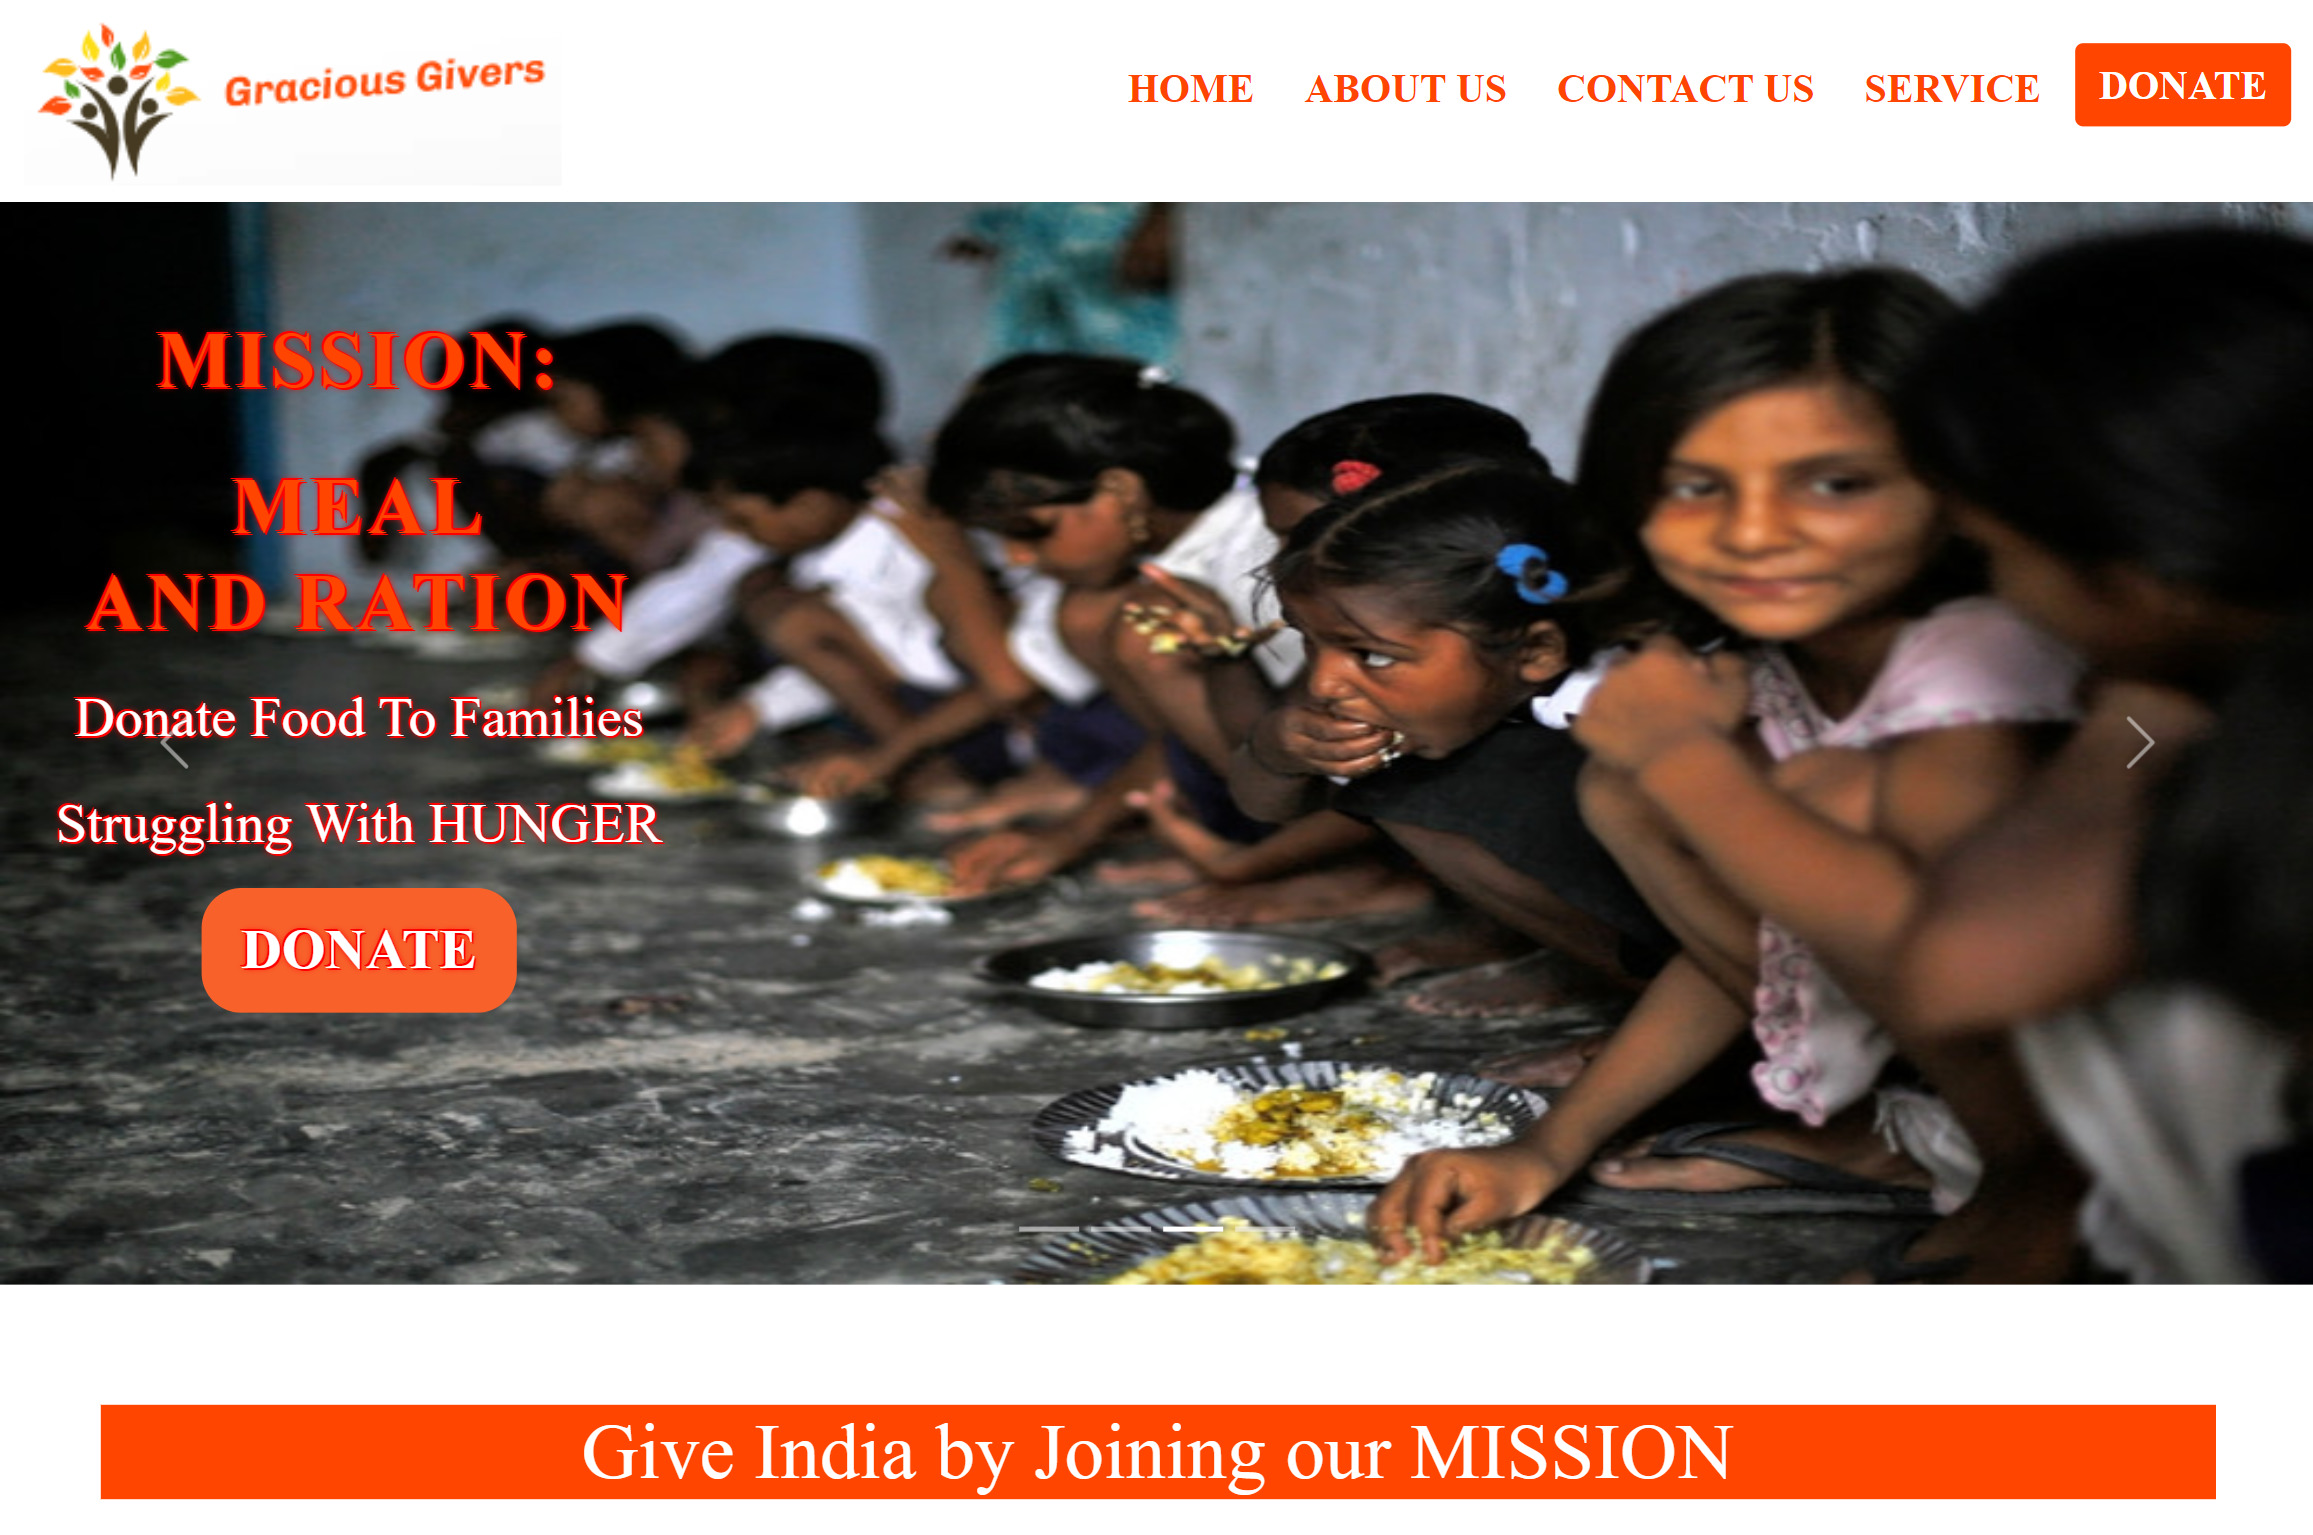 Gracious Givers
HOME ABOUT US CONTACT US SERVICE DONATE
MISSION:
MEAL
AND RATION
Donate Food To Families
Struggling With HUNGER
DONATE
Give India by Joining our MISSION